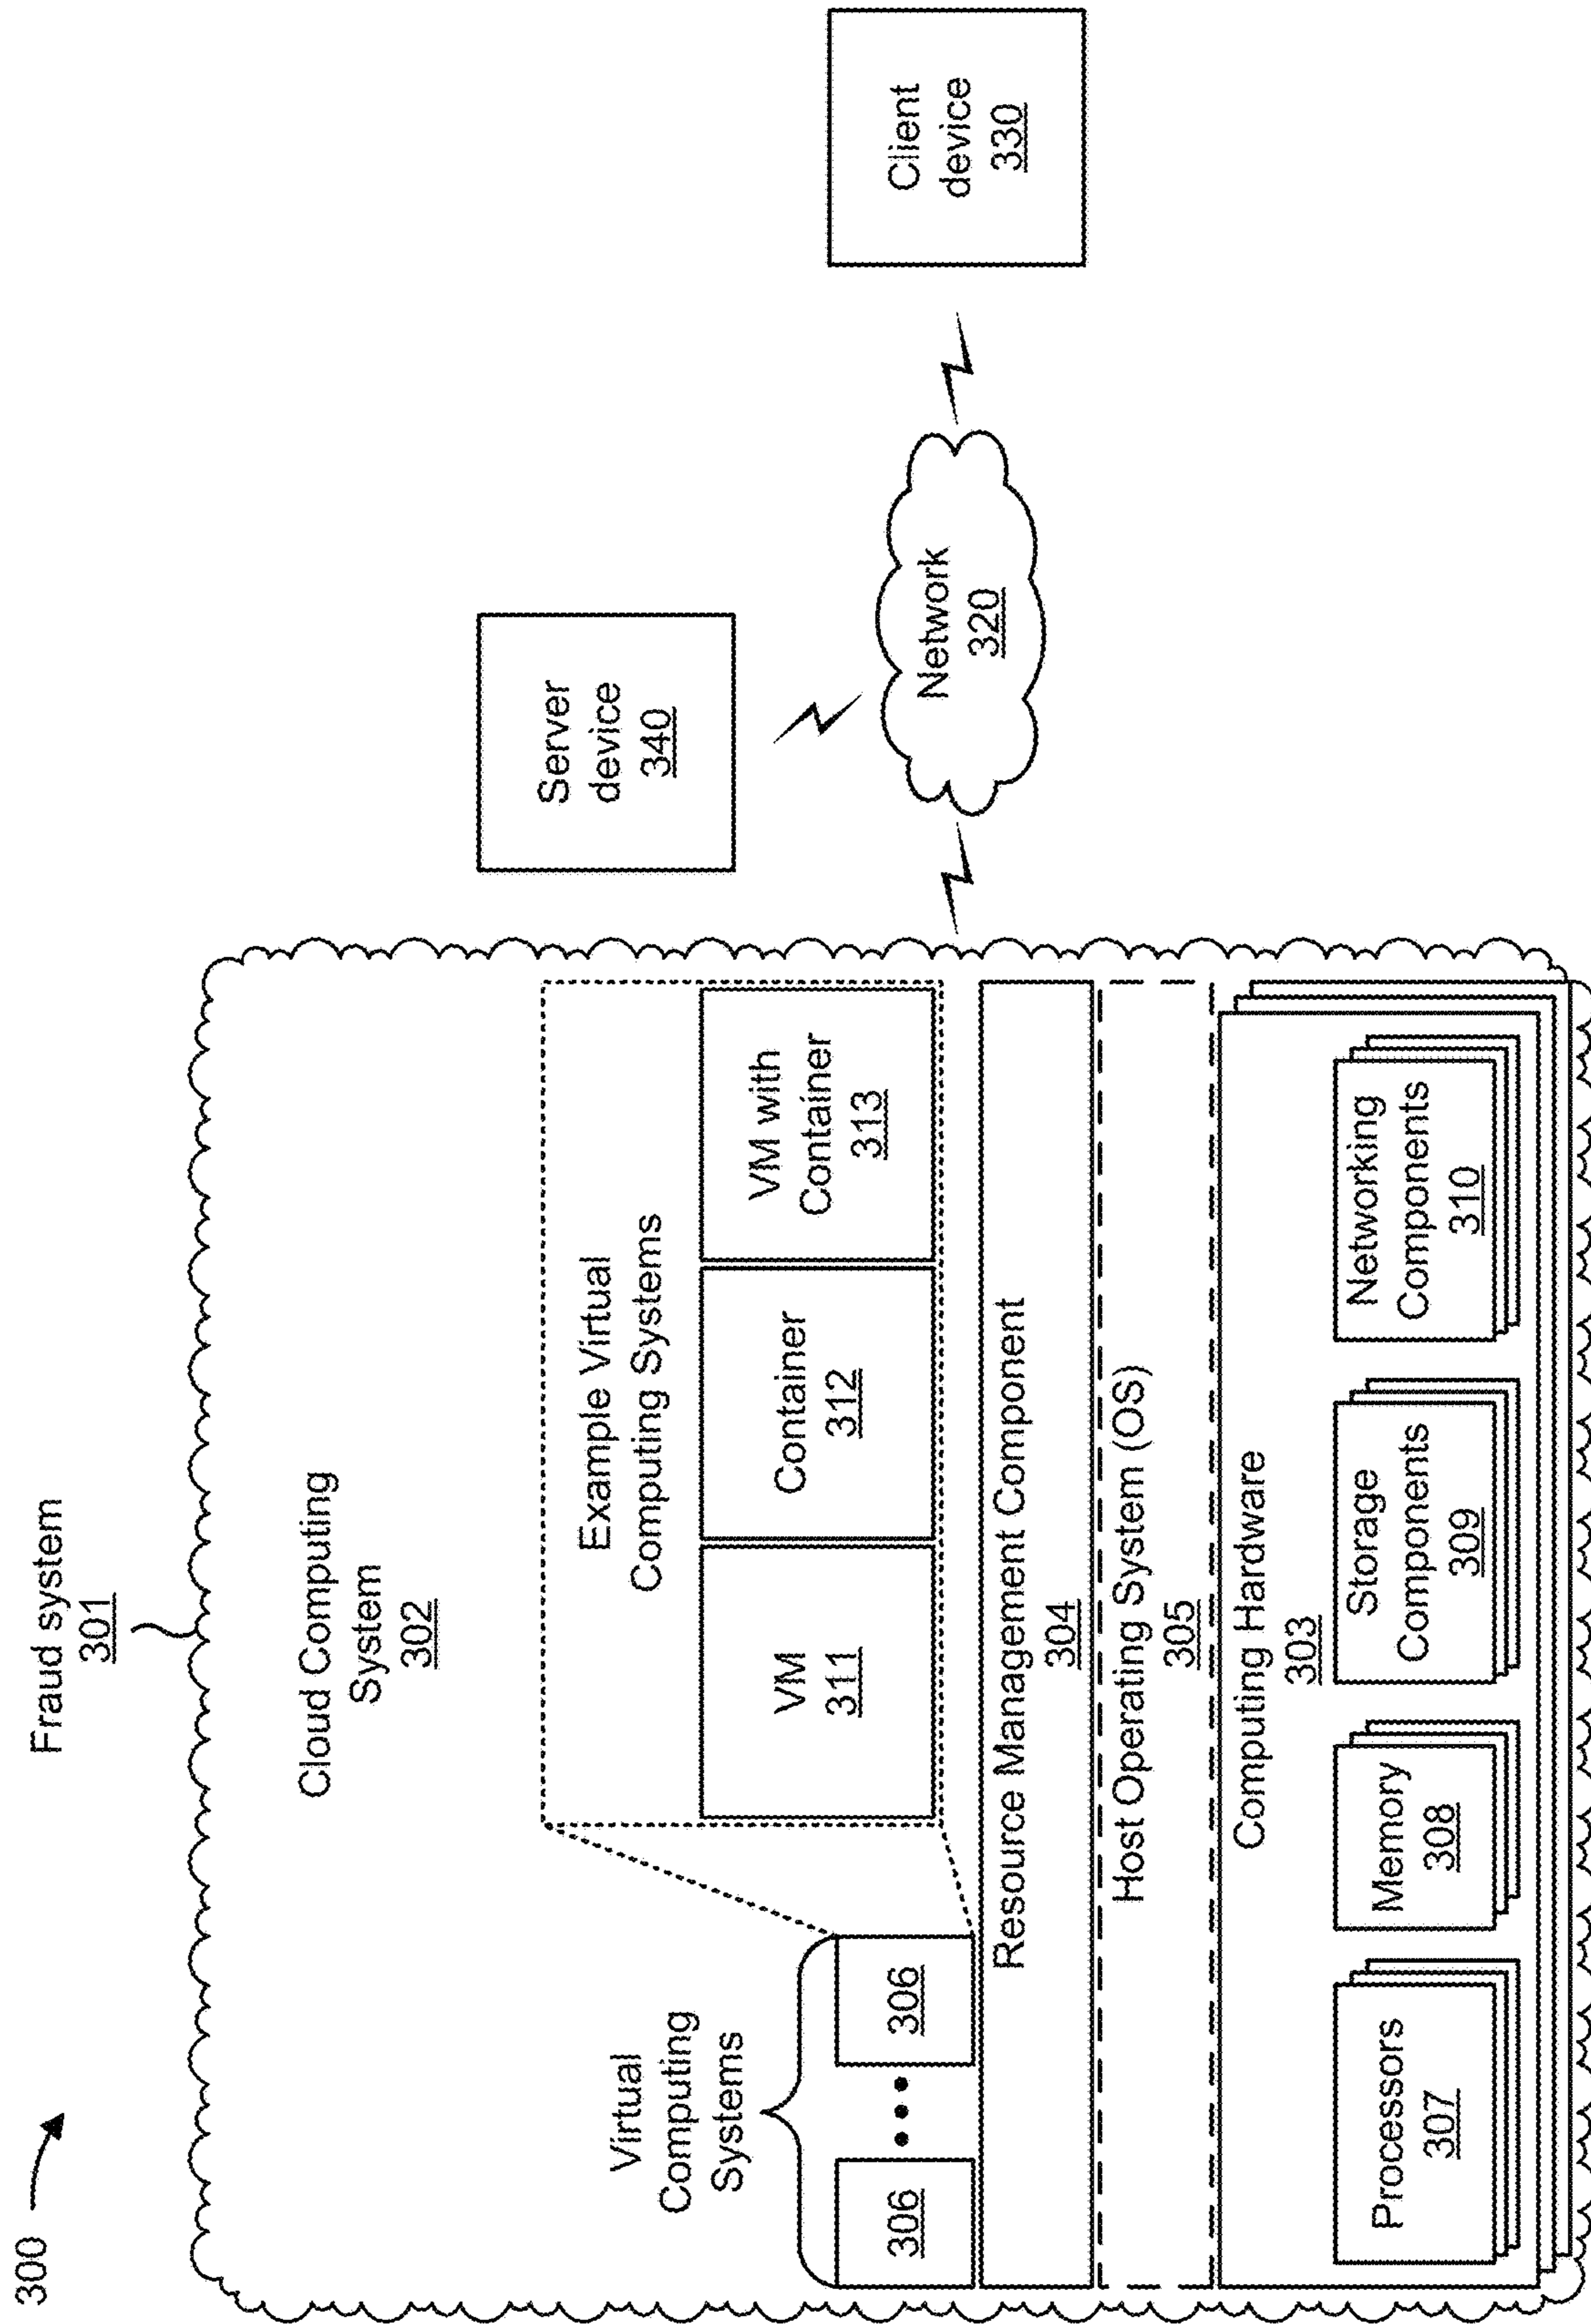 300
Fraud system
301
Cloud Computing
System
302
Virtual
Computing
Systems
306
306
Example Virtual
Computing Systems
VM
311
Container
312
VM with
Container
313
Resource Management Component
304
Host Operating System (OS)
305
Computing Hardware
303
Processors
307
Memory
308
Storage
Components
309
Networking
Components
310
Server
device
340
Network
320
Client
device
330